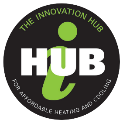 THE INNOVATION HUB
i
HUB
FOR AFFORDABLE HEATING AND COOLING